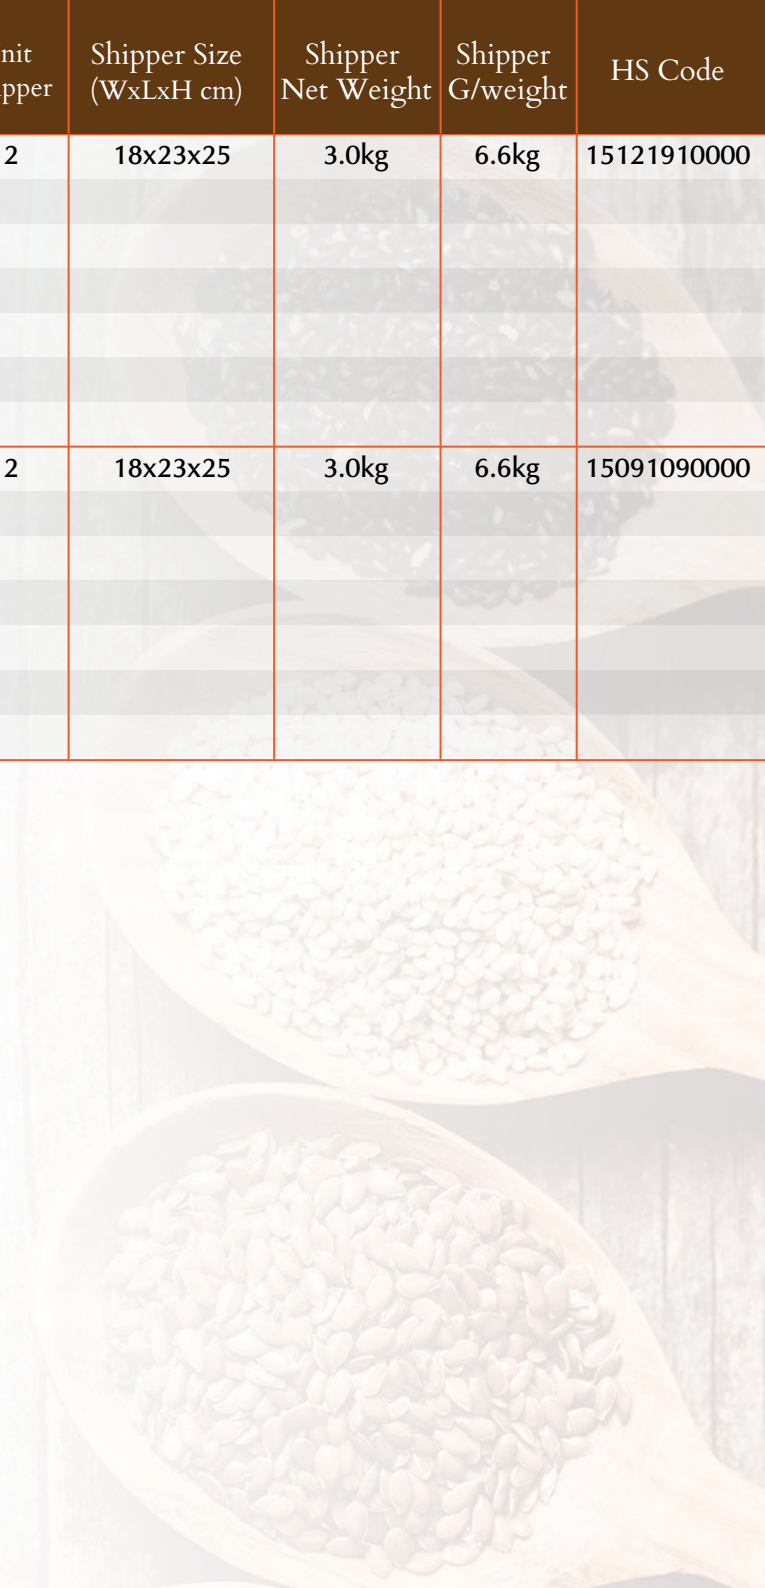 nit
pper
Shipper Size
(WxLxH cm)
Shipper
Net Weight
Shipper
G/weight
HS Code
2 18x23x25 3.0kg 6.6kg 15121910000
2 18x23x25 3.0kg 6.6kg 15091090000